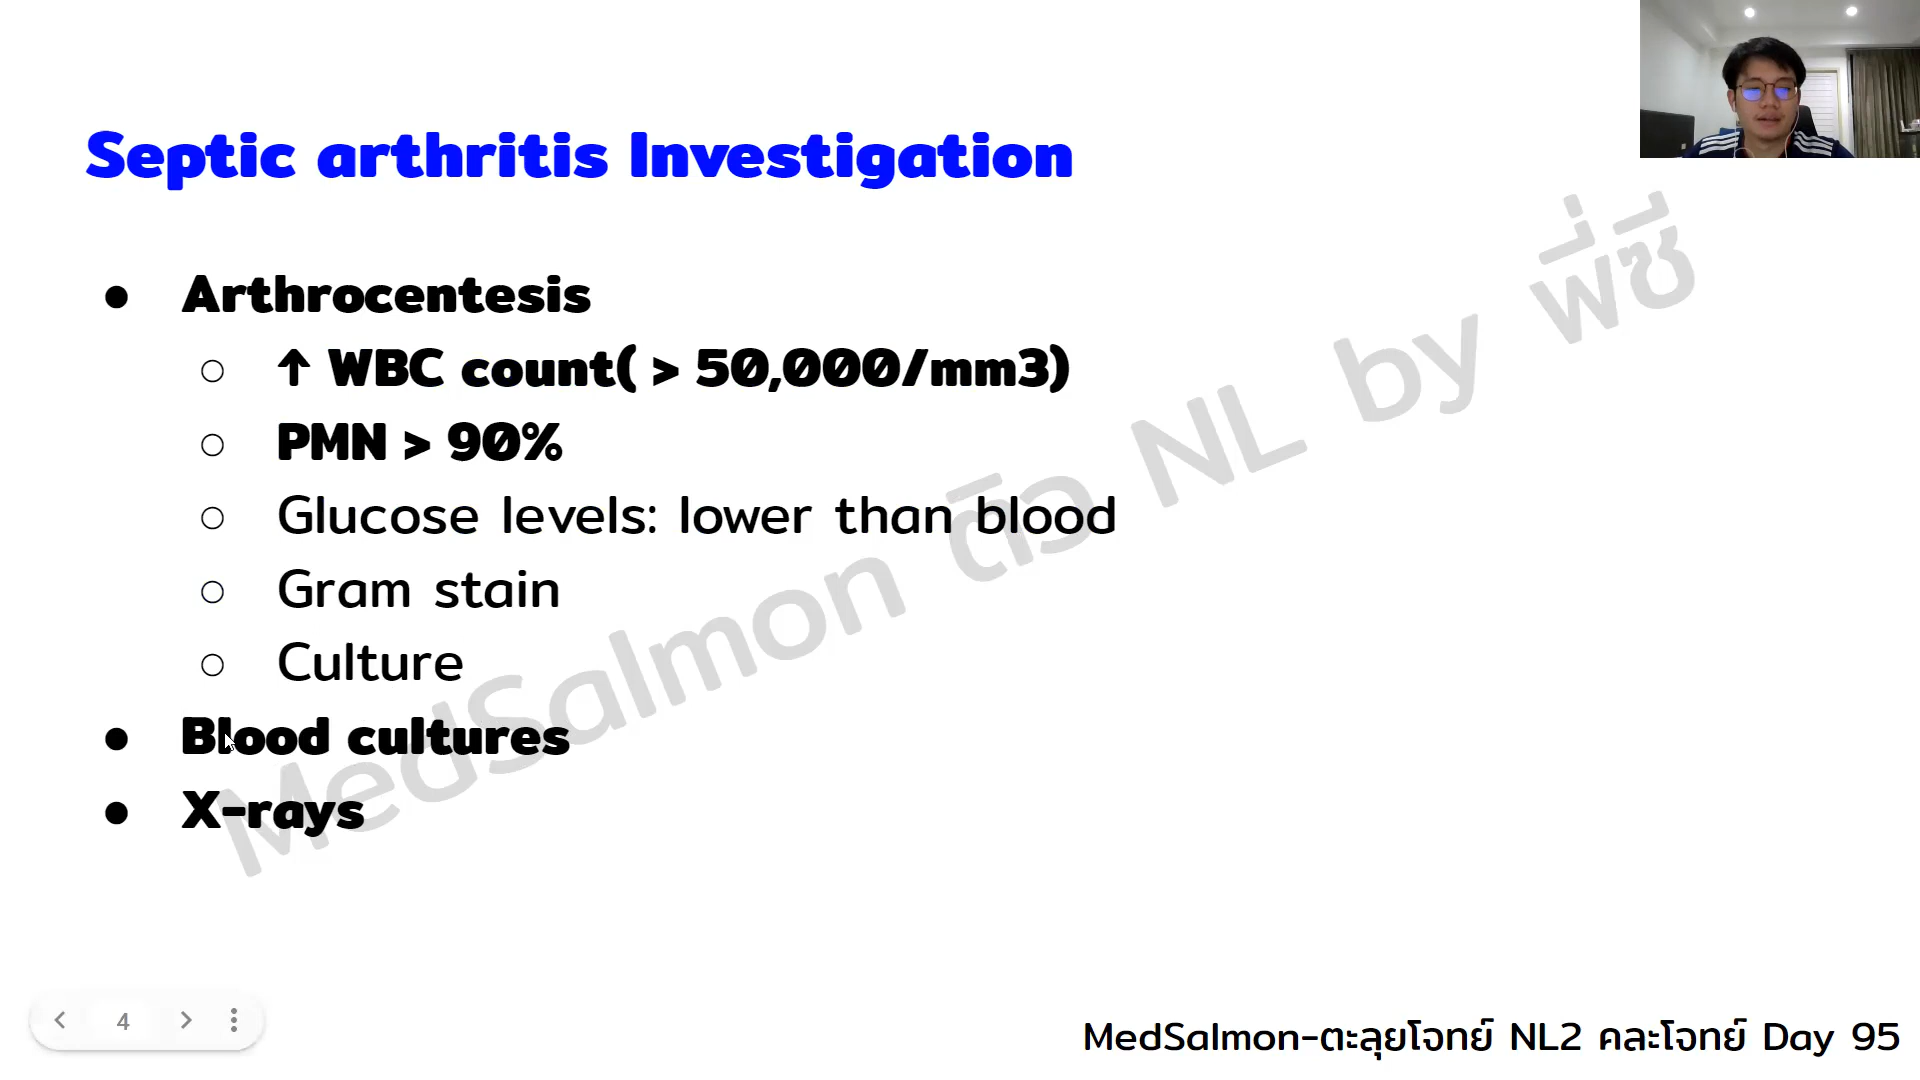 Septic arthritis Investigation
● Arthrocentesis
○ ↑ WBC count( > 50,000/mm3)
○ PMN > 90%
○ Glucose levels: lower than blood
○ Gram stain
○ Culture
● Blood cultures
● X-rays
MedSalmon ติว NL by พี่ซี
4
MedSalmon-ตะลุยโจทย์ NL2 คละโจทย์ Day 95